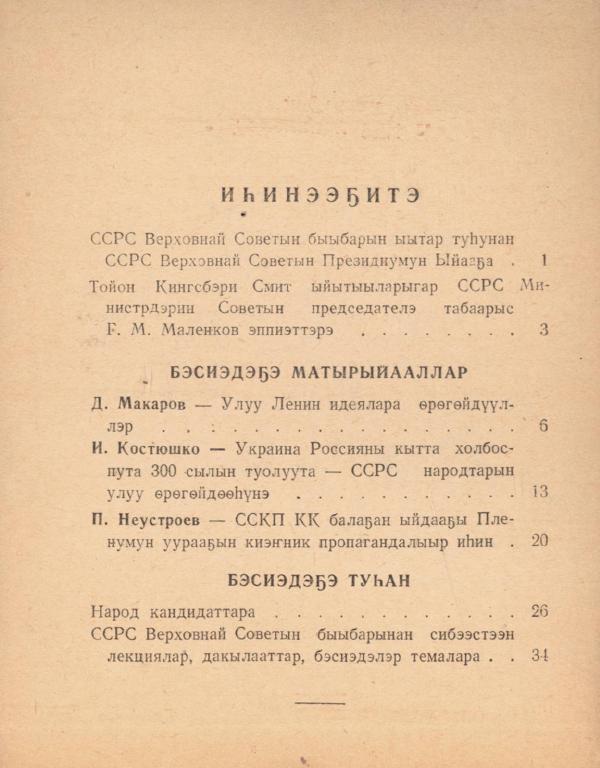 ИҺИНЭЭҔИТЭ
ССРС Верховнай Советын быыбарын ыытар туһунан
ССРС Верховнай Советын Президиумун Ыйааҕа . 1
Тойон Кингсбэри Смит ыйытыыларыгар ССРС Ми-
нистрдэрин Советын председателэ табаарыс
Г. М. Маленков эппиэттэрэ . . . . . . . 3
БЭСИЭДЭҔЭ МАТЫРЫЙААЛЛАР
Д. Макаров — Улуу Ленин идеялара өрөгөйдүүл-
лэр . . . . . . . . . . . . . . . 6
И. Костюшко — Украина Россияны кытта холбос-
пута 300 сылын туолуута — ССРС народтарын
улуу өрөгөйдөөһүнэ . . . . . . . . . . 13
П. Неустроев — ССКП КК балаҕан ыйдааҕы Пле-
нумун уурааҕын киэҥник пропагандалыыр иһин . 20
БЭСИЭДЭҔЭ ТУҺАН
Народ кандидаттара . . . . . . . . . . . . 26
ССРС Верховнай Советын быыбарынан сибээстээн
лекциялар, дакылааттар, бэсиэдэлэр темалара . . 34